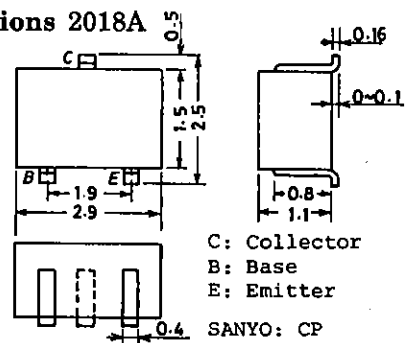 ions 2018A
C
0.5
0.16
1.5
2.5
0~0.1
B
E
1.9
2.9
0.8
1.1
C: Collector
B: Base
E: Emitter
0.4
SANYO: CP